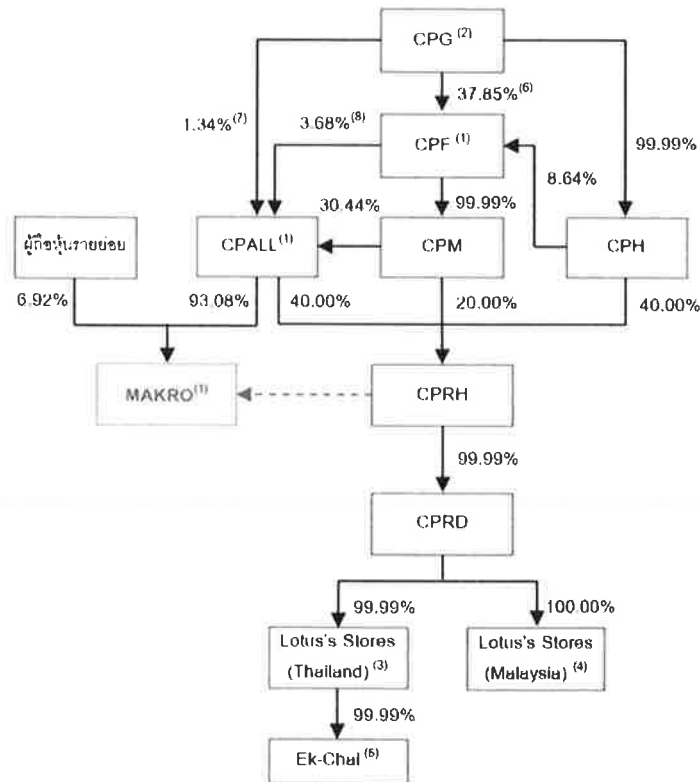 CPG (2)
37.85%(6)
1.34%(7)
3.68%(8)
CPF (1)
99.99%
8.64%
30.44%
99.99%
ผู้ถือหุ้นรายย่อย
CPALL(1)
CPM
CPH
6.92%
93.08%
40.00%
20.00%
40.00%
MAKRO(1)
CPRH
99.99%
CPRD
99.99%
100.00%
Lotus's Stores
(Thailand) (3)
Lotus's Stores
(Malaysia) (4)
99.99%
Ek-Chai (5)